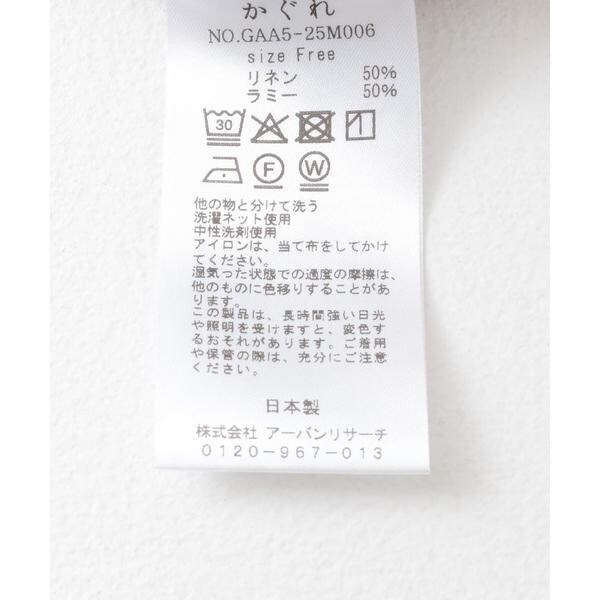 かぐれ
NO.GAA5-25M006
size Free
リネン 50%
ラミー 50%
30
F W
他の物と分けて洗う
洗濯ネット使用
中性洗剤使用
アイロンは、当て布をしてかけ
てください。
湿気った状態での過度の摩擦は、
他のものに色移りすることがあ
ります。
この製品は、長時間強い日光
や照明を受けますと、変色す
るおそれがあります。ご着用
や保管の際は、充分にご注意
ください。
日本製
株式会社 アーバンリサーチ
0120-967-013